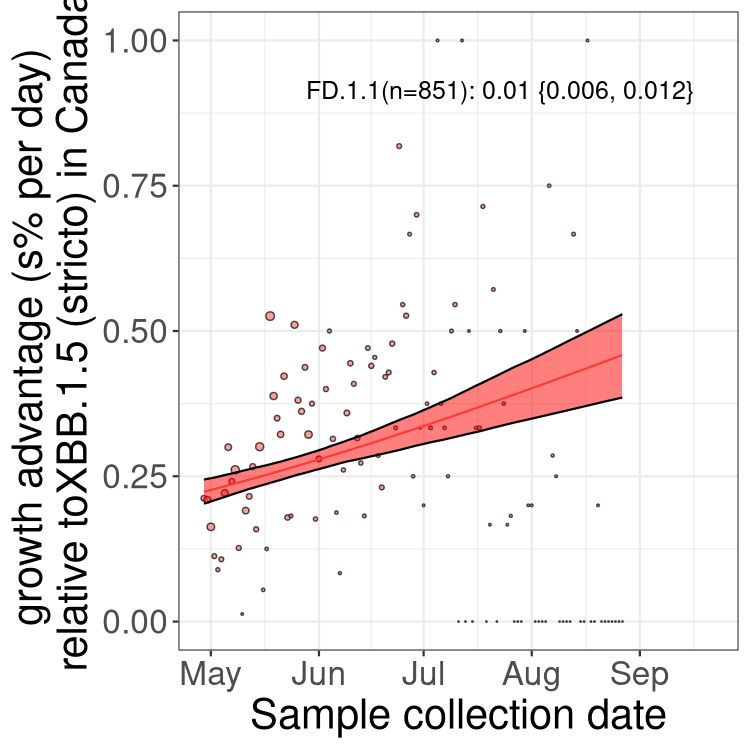 growth advantage (s% per day)
relative toXBB.1.5 (stricto) in Canada
FD.1.1(n=851): 0.01 {0.006, 0.012}
1.00
0.75
0.50
0.25
0.00
May Jun Jul Aug Sep
Sample collection date